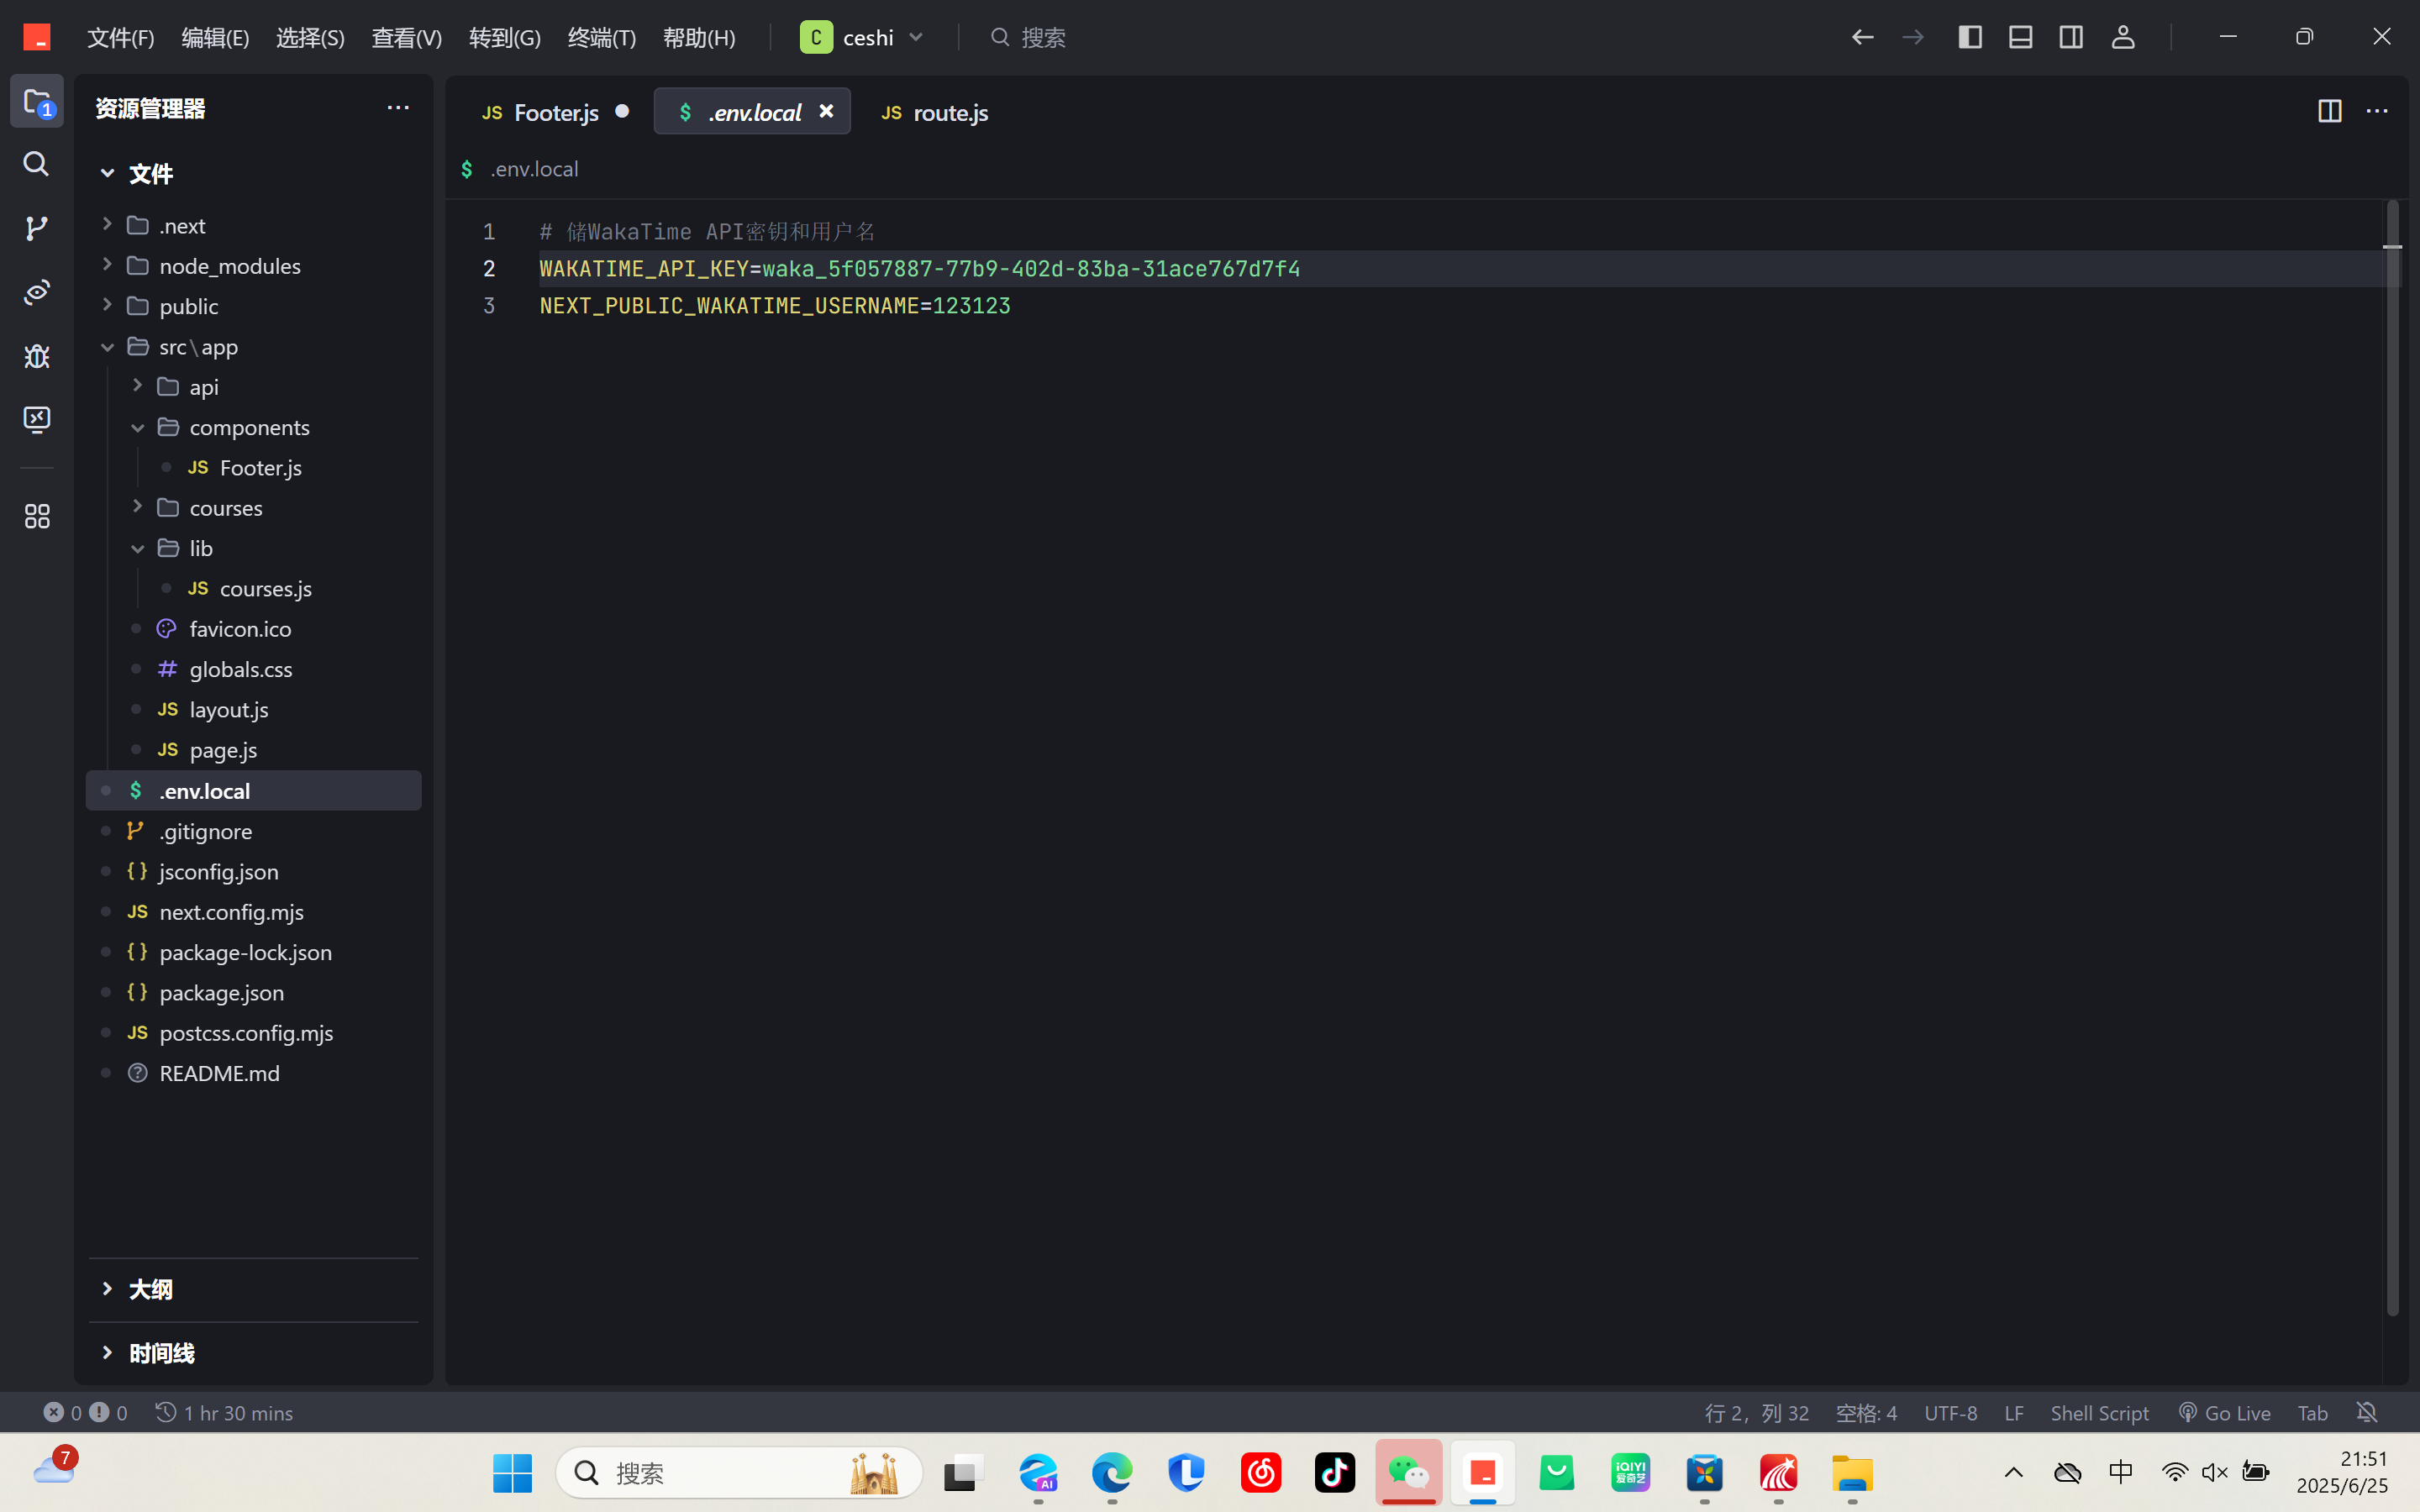 文件(F) 编辑(E) 选择(S) 查看(V) 转到(G) 终端(T) 帮助(H) C ceshi 搜索
1
资源管理器
文件
.next
node_modules
public
src\app
api
components
JS Footer.js
courses
lib
JS courses.js
favicon.ico
# globals.css
JS layout.js
JS page.js
$ .env.local
.gitignore
{} jsconfig.json
JS next.config.mjs
{} package-lock.json
{} package.json
JS postcss.config.mjs
README.md
大纲
时间线
JS Footer.js $ .env.local JS route.js
$ .env.local
1 # 储WakaTime API密钥和用户名
2 WAKATIME_API_KEY=waka_5f057887-77b9-402d-83ba-31ace767d7f4
3 NEXT_PUBLIC_WAKATIME_USERNAME=123123
0 0 1 hr 30 mins 行 2，列 32 空格: 4 UTF-8 LF Shell Script Go Live Tab
7 搜索 AI iQIYI 爱奇艺 中 21:51
2025/6/25